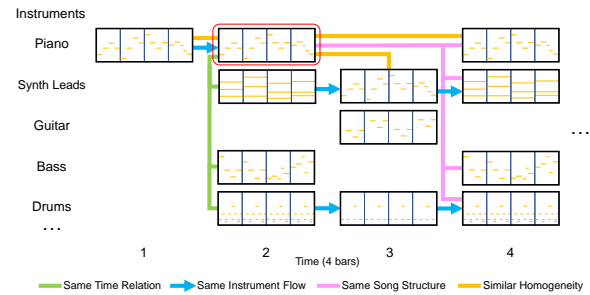 Instruments
Piano
Synth Leads
Guitar
...
Bass
Drums
...
1 2 3 4
Time (4 bars)
Same Time Relation Same Instrument Flow Same Song Structure Similar Homogeneity